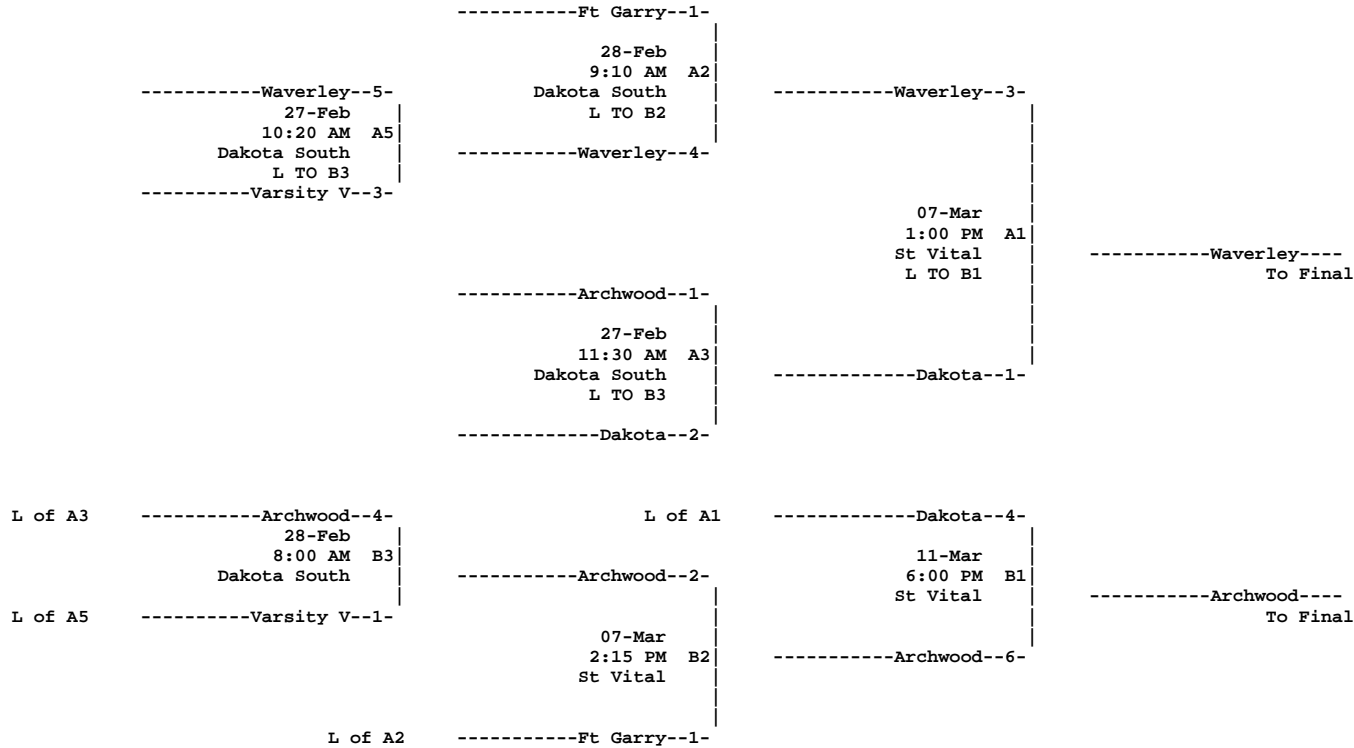 -----------Ft Garry--1-
28-Feb
9:10 AM A2
-----------Waverley--5- Dakota South -----------Waverley--3-
27-Feb L TO B2
10:20 AM A5
Dakota South -----------Waverley--4-
L TO B3
----------Varsity V--3-
07-Mar
1:00 PM A1
St Vital -----------Waverley----
L TO B1 To Final
-----------Archwood--1-
27-Feb
11:30 AM A3
Dakota South -------------Dakota--1-
L TO B3
-------------Dakota--2-
L of A3 -----------Archwood--4- L of A1 -------------Dakota--4-
28-Feb
8:00 AM B3 11-Mar
Dakota South -----------Archwood--2- 6:00 PM B1
St Vital -----------Archwood----
L of A5 ----------Varsity V--1- To Final
07-Mar
2:15 PM B2 -----------Archwood--6-
St Vital
L of A2 -----------Ft Garry--1-